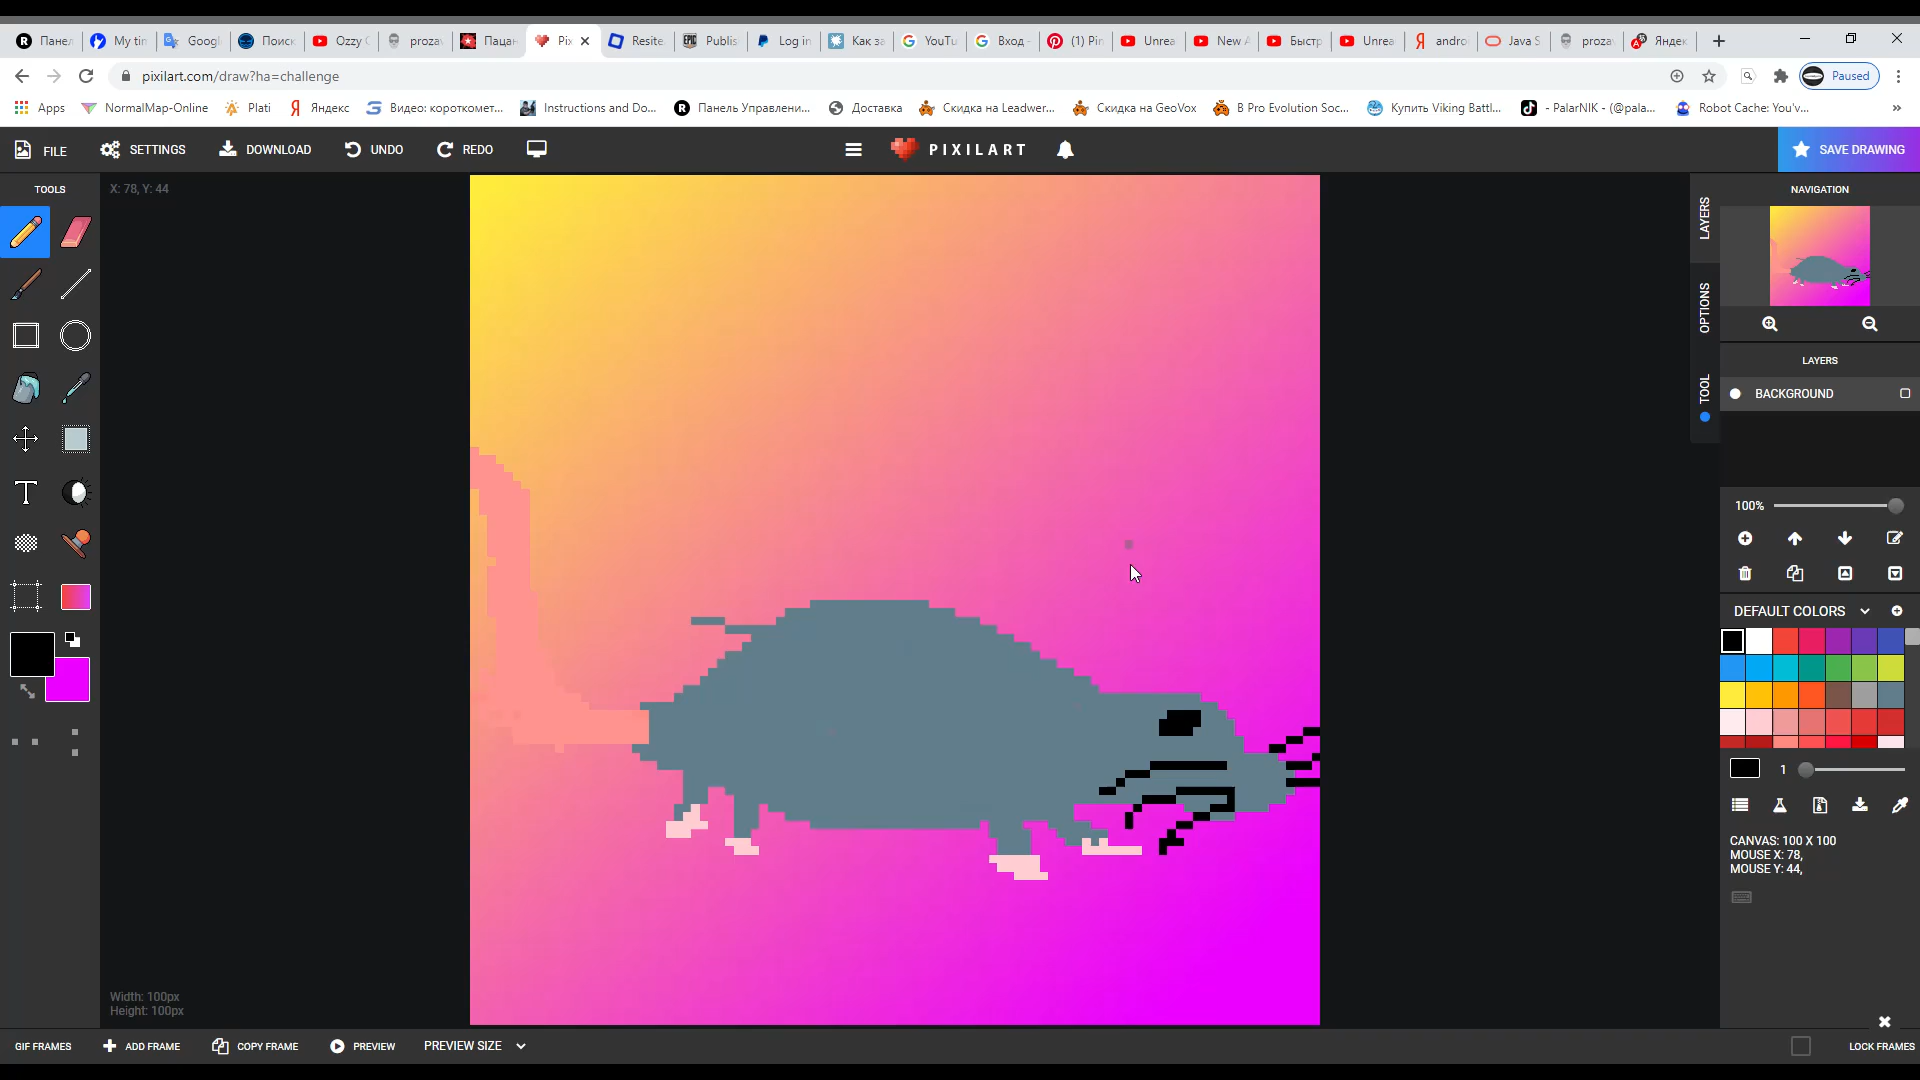 Панел
My tin
Googl
Поиск
Ozzy
prozav
Пацан
Pix
Resite
Publis
Log in
Как за
YouTu
Вход -
(1) Pin
Unrea
New A
Быстр
Unrea
andro
Java S
prozav
Яндек
pixilart.com/draw?ha=challenge
Paused
Apps
NormalMap-Online
Plati
Яндекс
Видео: короткомет...
Instructions and Do...
Панель Управлени...
Доставка
Скидка на Leadwer...
Скидка на GeoVox
В Pro Evolution Soc...
Купить Viking Battl...
- PalarNIK - (@pala...
Robot Cache: You'v...
»
FILE
SETTINGS
DOWNLOAD
UNDO
REDO
PIXILART
SAVE DRAWING
TOOLS
X: 78, Y: 44
LAYERS
OPTIONS
TOOL
NAVIGATION
LAYERS
BACKGROUND
100%
DEFAULT COLORS
1
CANVAS: 100 X 100
MOUSE X: 78,
MOUSE Y: 44,
Width: 100px
Height: 100px
GIF FRAMES
ADD FRAME
COPY FRAME
PREVIEW
PREVIEW SIZE
LOCK FRAMES